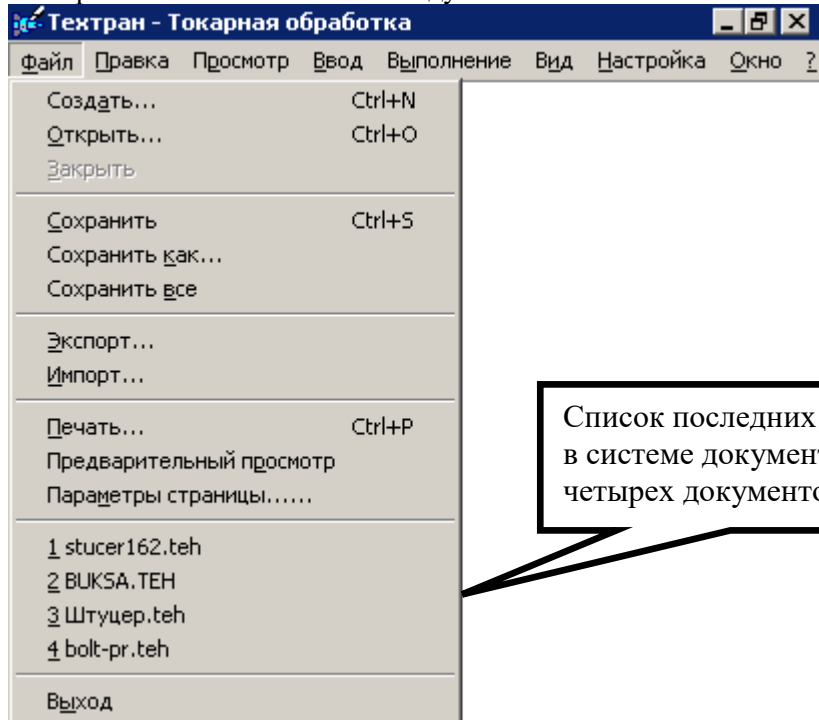 Техтран - Токарная обработка
Файл Правка Просмотр Ввод Выполнение Вид Настройка Окно ?
Создать... Ctrl+N
Открыть... Ctrl+O
Закрыть
Сохранить Ctrl+S
Сохранить как...
Сохранить все
Экспорт...
Импорт...
Печать... Ctrl+P
Предварительный просмотр
Параметры страницы......
1 stucer162.teh
2 BUKSA.TEH
3 Штуцер.teh
4 bolt-pr.teh
Выход
Список последних
в системе
четырех